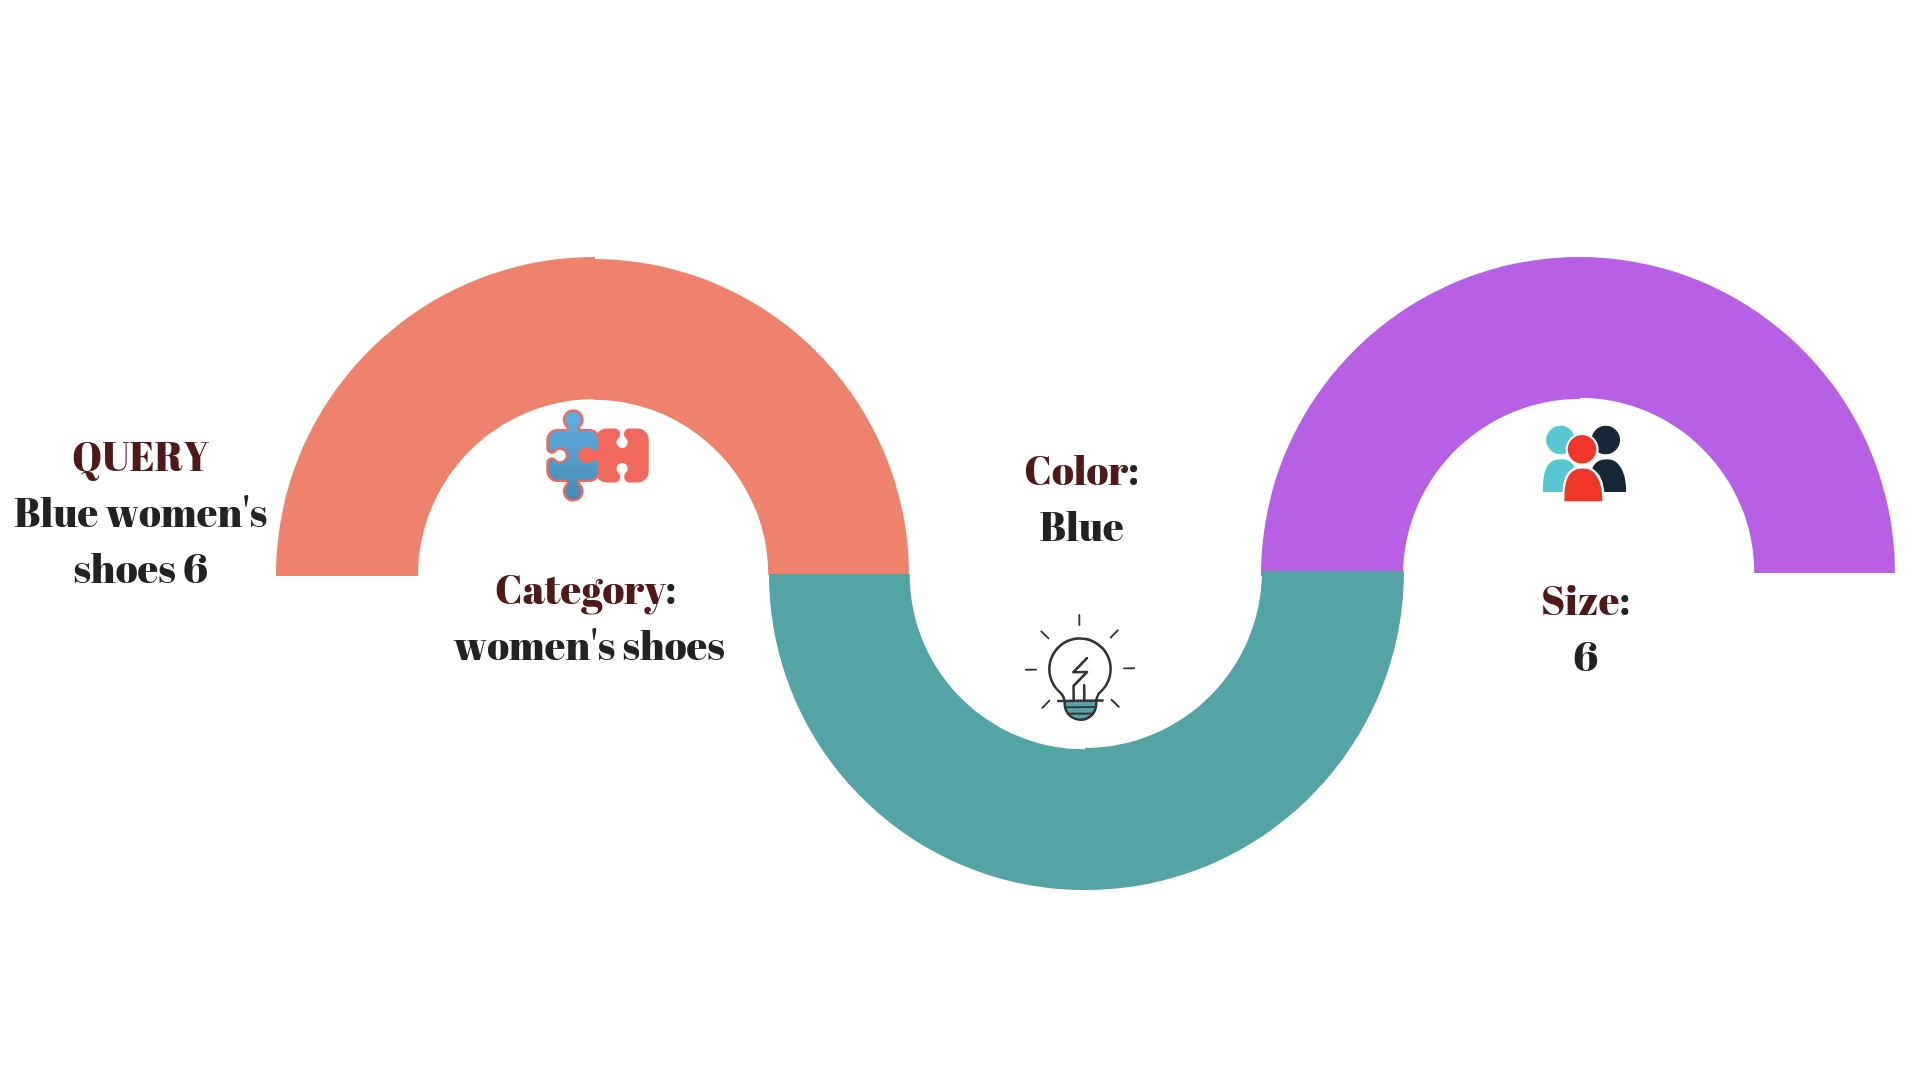 QUERY
Blue women's
shoes 6
Category:
women's shoes
Color:
Blue
Size:
6